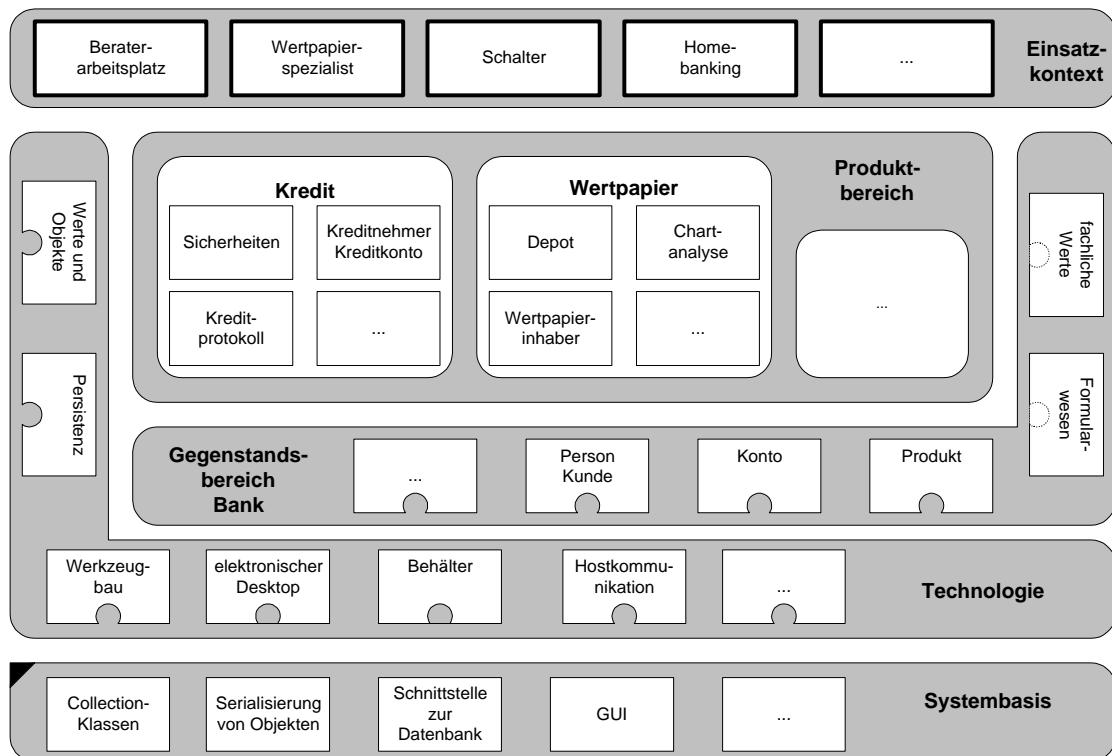 Berater-
arbeitsplatz
Wertpapier-
spezialist
Schalter
Home-
banking
...
Einsatz-
kontext
Werte und
Objekte
Persistenz
Kredit
Sicherheiten
Kreditnehmer
Kreditkonto
Kredit-
protokoll
...
Wertpapier
Depot
Chart-
analyse
Wertpapier-
inhaber
...
Produkt-
bereich
...
fachliche
Werte
Formular-
wesen
Gegenstands-
bereich
Bank
...
Person
Kunde
Konto
Produkt
Werkzeug-
bau
elektronischer
Desktop
Behälter
Hostkommu-
nikation
...
Technologie
Collection-
Klassen
Serialisierung
von Objekten
Schnittstelle
zur
Datenbank
GUI
...
Systembasis